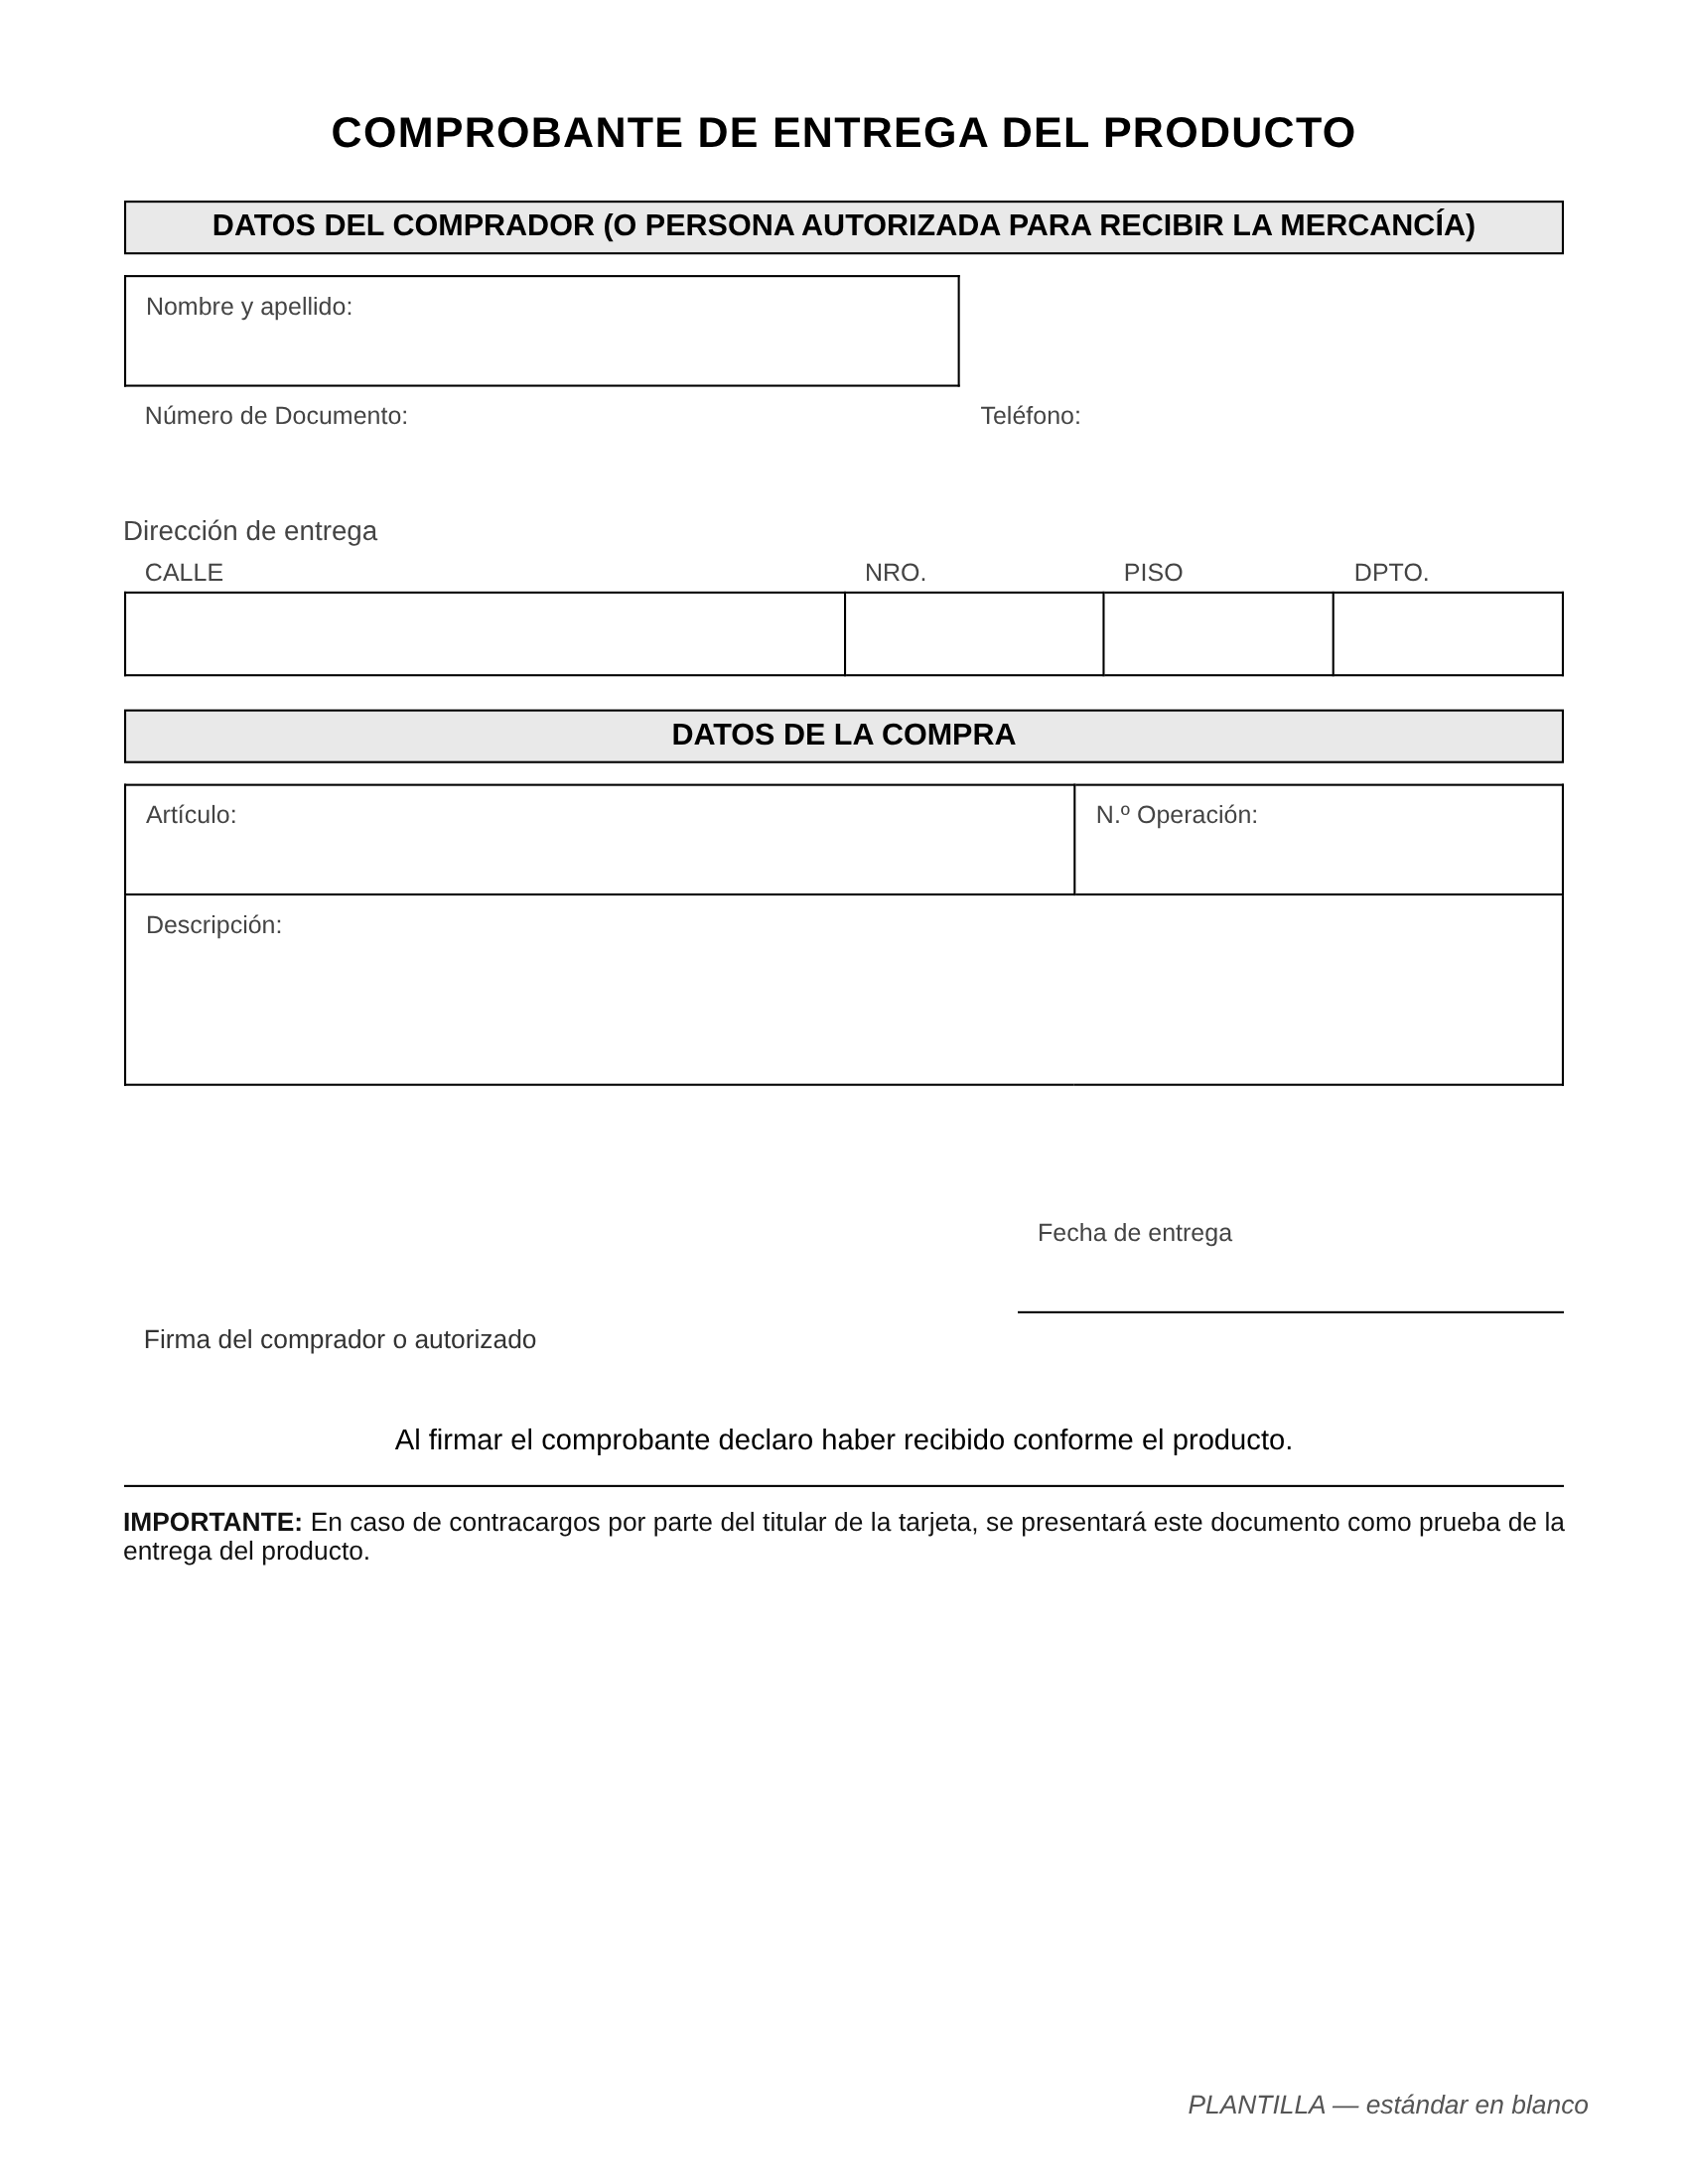 COMPROBANTE DE ENTREGA DEL PRODUCTO
DATOS DEL COMPRADOR (O PERSONA AUTORIZADA PARA RECIBIR LA MERCANCÍA)
Nombre y apellido:
Número de Documento:
Teléfono:
Dirección de entrega
CALLE
NRO.
PISO
DPTO.
DATOS DE LA COMPRA
Artículo:
N.º Operación:
Descripción:
Fecha de entrega
Firma del comprador o autorizado
Al firmar el comprobante declaro haber recibido conforme el producto.
IMPORTANTE: En caso de contracargos por parte del titular de la tarjeta, se presentará este documento como prueba de la
entrega del producto.
PLANTILLA — estándar en blanco